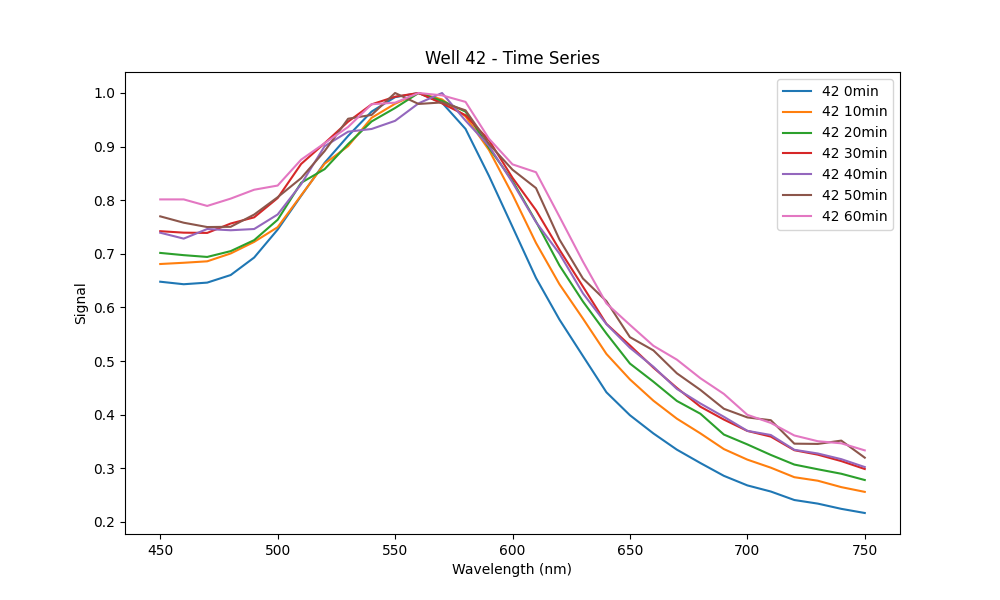 Well 42 - Time Series
Signal
1.0
0.9
0.8
0.7
0.6
0.5
0.4
0.3
0.2
42 0min
42 10min
42 20min
42 30min
42 40min
42 50min
42 60min
450 500 550 600 650 700 750
Wavelength (nm)